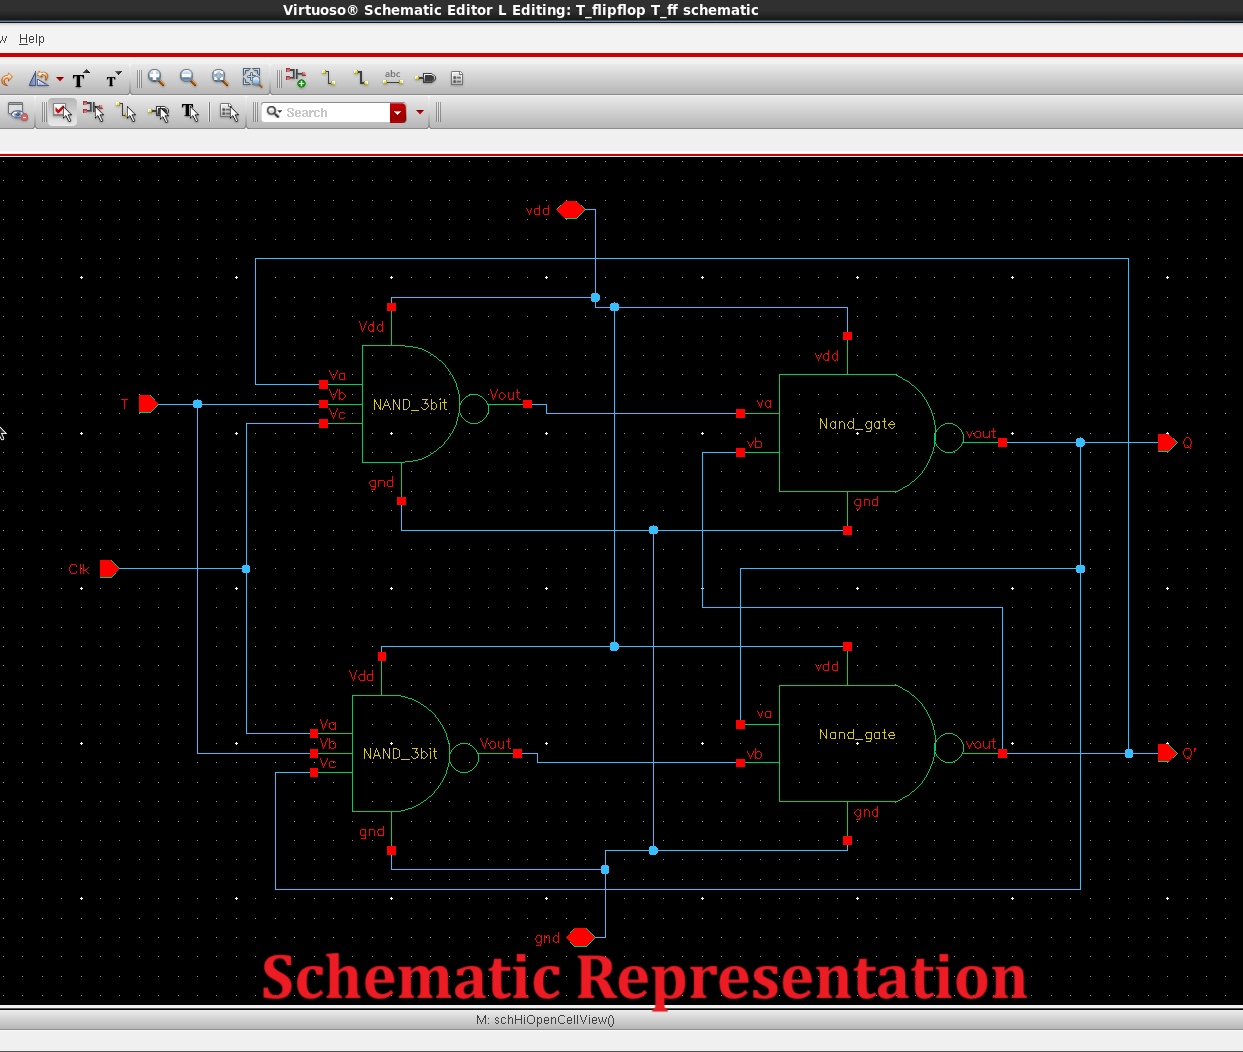 Virtuoso® Schematic Editor L Editing: T_flipflop T_ff schematic
w Help
abc
Search
vdd
Vdd
vdd
Va
Vb
Vc
T
NAND_3bit
Vout
va
vb
Nand_gate
vout
Q
gnd
gnd
Clk
Vdd
vdd
Va
Vb
Vc
NAND_3bit
Vout
va
vb
Nand_gate
vout
Q'
gnd
gnd
gnd
Schematic Representation
M: schHiOpenCellView()